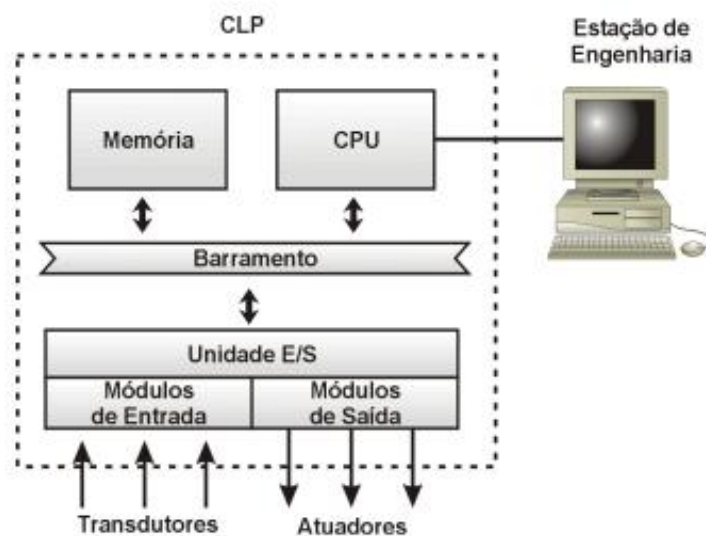 CLP
Estação de
Engenharia
Memória
CPU
Barramento
Unidade E/S
Módulos
de Entrada
Módulos
de Saída
Transdutores
Atuadores